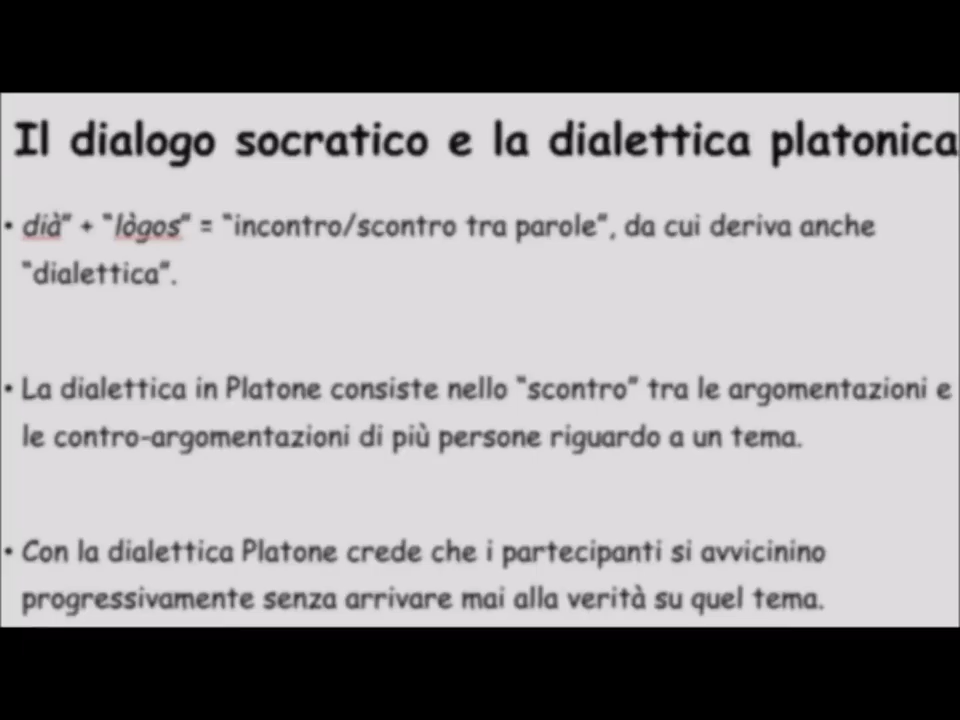 Il dialogo socratico e la dialettica platonica
• dià” + “lògos” = “incontro/scontro tra parole”, da cui deriva anche
“dialettica”.
• La dialettica in Platone consiste nello “scontro” tra le argomentazioni e
le contro-argomentazioni di più persone riguardo a un tema.
• Con la dialettica Platone crede che i partecipanti si avvicinino
progressivamente senza arrivare mai alla verità su quel tema.